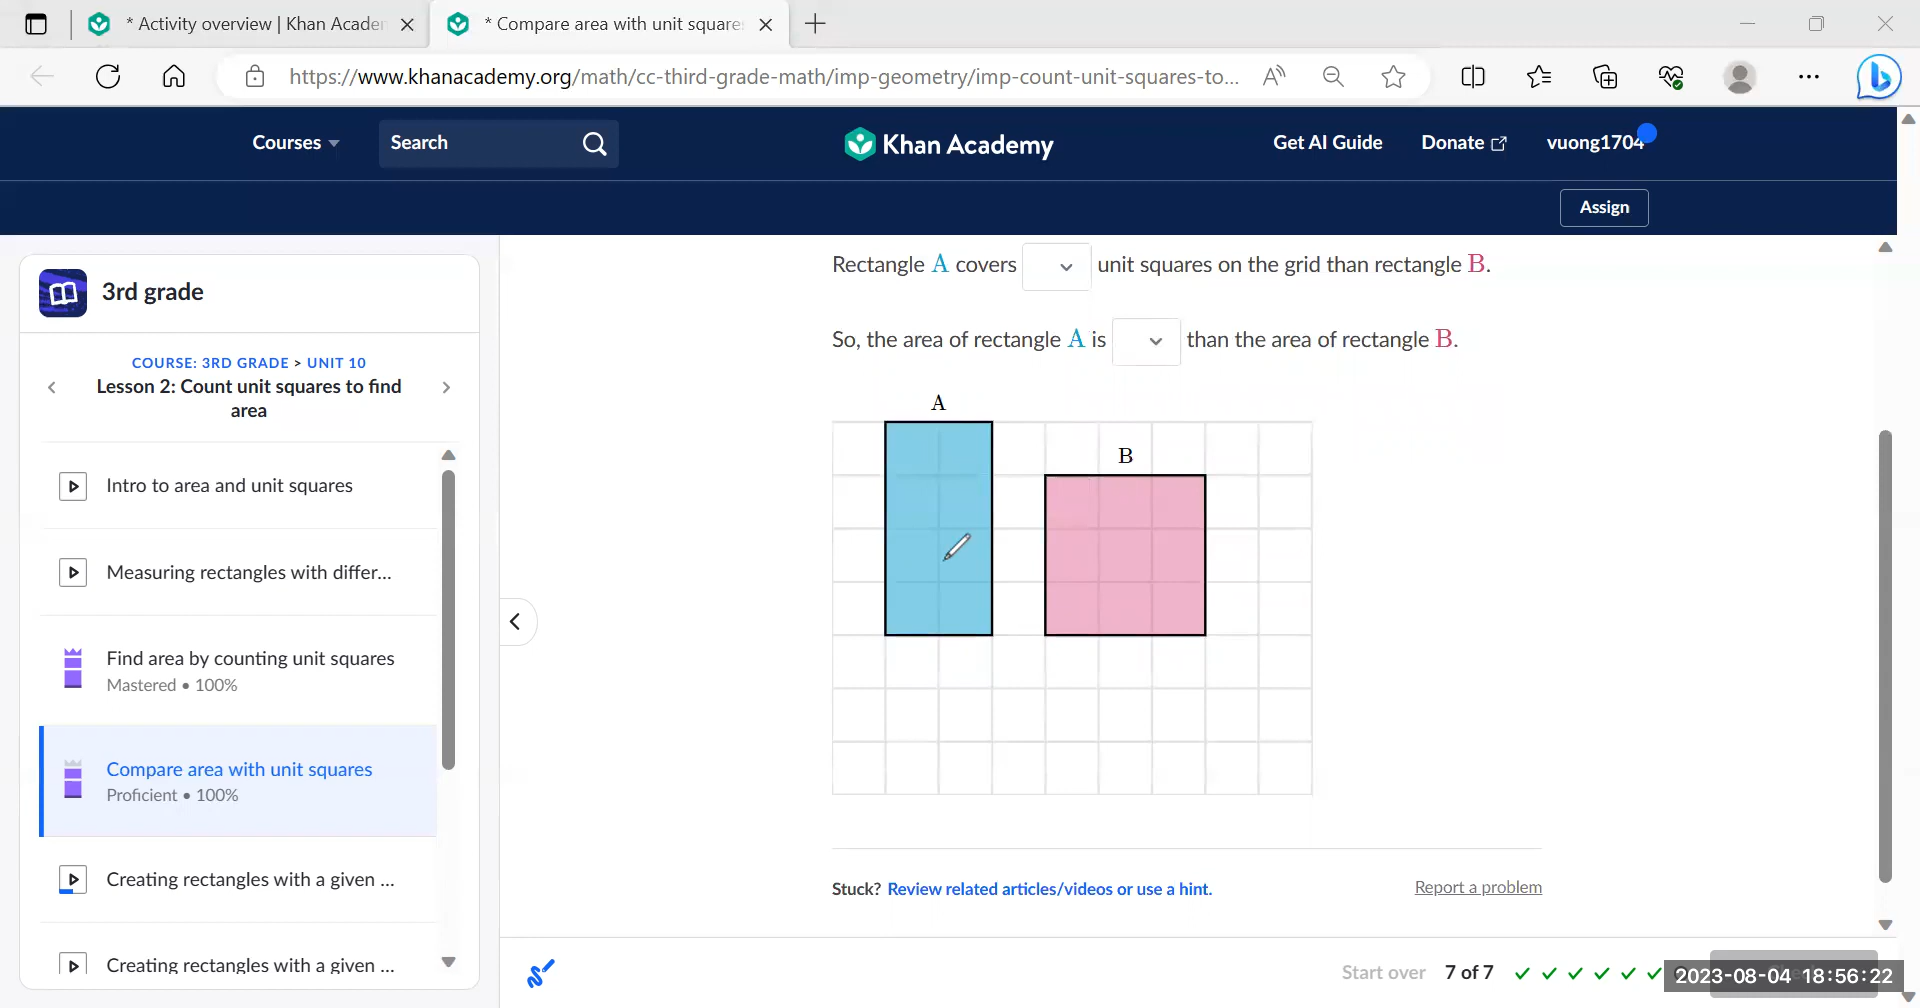 * Activity overview | Khan Academ
* Compare area with unit squares
https://www.khanacademy.org/math/cc-third-grade-math/imp-geometry/imp-count-unit-squares-to...
Courses
Search
Khan Academy
Get AI Guide
Donate
vuong1704
Assign
3rd grade
COURSE: 3RD GRADE > UNIT 10
Lesson 2: Count unit squares to find
area
Intro to area and unit squares
Measuring rectangles with differ...
Find area by counting unit squares
Mastered • 100%
Compare area with unit squares
Proficient • 100%
Creating rectangles with a given ...
Creating rectangles with a given ...
Rectangle A covers unit squares on the grid than rectangle B.
So, the area of rectangle A is than the area of rectangle B.
A
B
Stuck? Review related articles/videos or use a hint.
Report a problem
Start over
7 of 7
2023-08-04 18:56:22